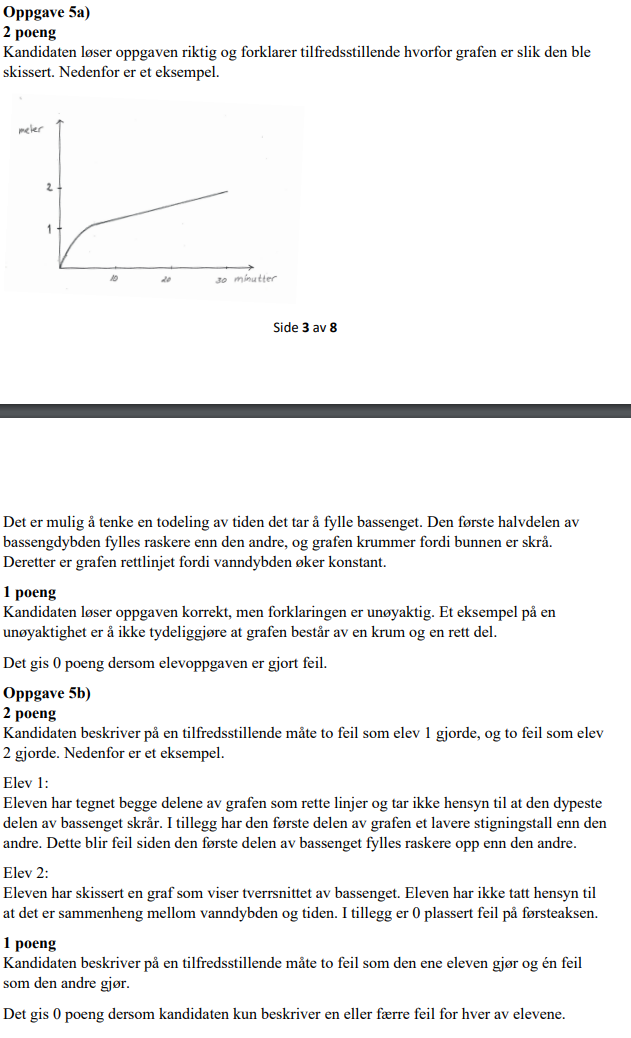 Oppgave 5a)
2 poeng
Kandidaten løser oppgaven riktig og forklarer tilfredsstillende hvorfor grafen er slik den ble
skissert. Nedenfor er et eksempel.
meter
2
1
10 20 30 minutter
Side 3 av 8
Det er mulig å tenke en todeling av tiden det tar å fylle bassenget. Den første halvdelen av
bassengdybden fylles raskere enn den andre, og grafen krummer fordi bunnen er skrå.
Deretter er grafen rettlinjet fordi vanndybden øker konstant.
1 poeng
Kandidaten løser oppgaven korrekt, men forklaringen er unøyaktig. Et eksempel på en
unøyaktighet er å ikke tydeliggjøre at grafen består av en krum og en rett del.
Det gis 0 poeng dersom elevoppgaven er gjort feil.
Oppgave 5b)
2 poeng
Kandidaten beskriver på en tilfredsstillende måte to feil som elev 1 gjorde, og to feil som elev
2 gjorde. Nedenfor er et eksempel.
Elev 1:
Eleven har tegnet begge delene av grafen som rette linjer og tar ikke hensyn til at den dypeste
delen av bassenget skrår. I tillegg har den første delen av grafen et lavere stigningstall enn den
andre. Dette blir feil siden den første delen av bassenget fylles raskere opp enn den andre.
Elev 2:
Eleven har skissert en graf som viser tverrsnittet av bassenget. Eleven har ikke tatt hensyn til
at det er sammenheng mellom vanndybden og tiden. I tillegg er 0 plassert feil på førsteaksen.
1 poeng
Kandidaten beskriver på en tilfredsstillende måte to feil som den ene eleven gjør og én feil
som den andre gjør.
Det gis 0 poeng dersom kandidaten kun beskriver en eller færre feil for hver av elevene.